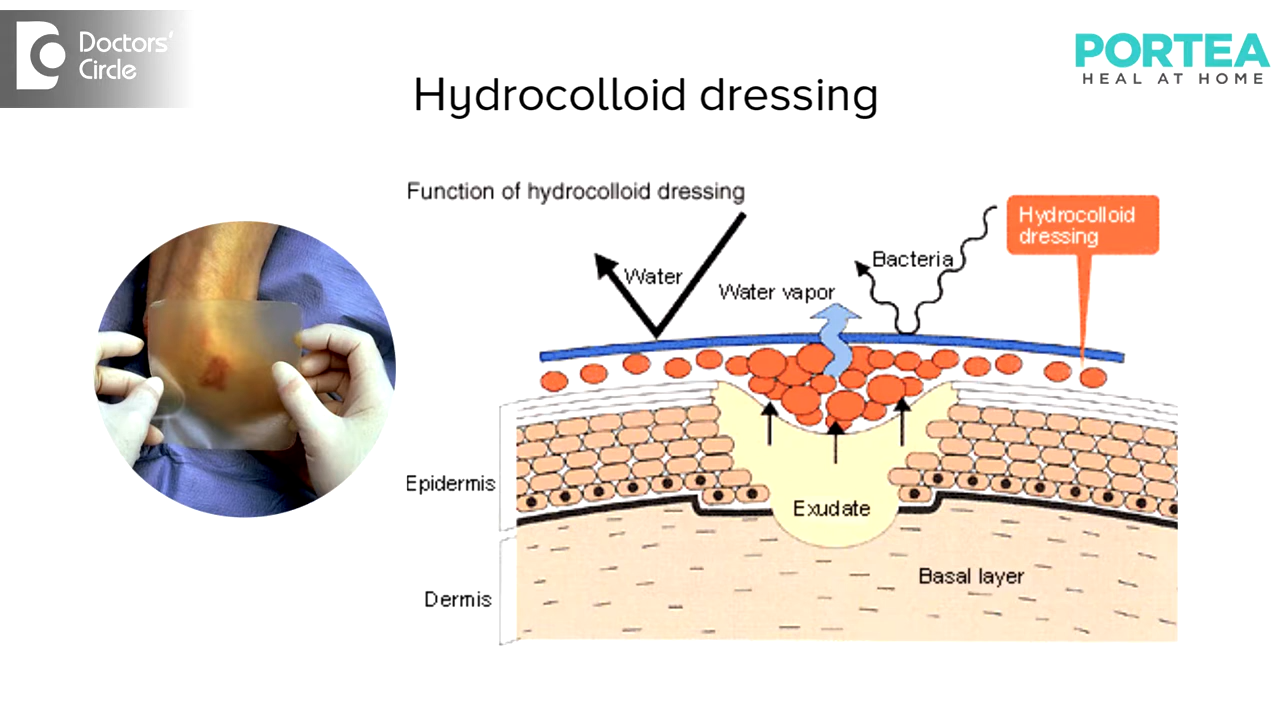 Doctors'
Circle
PORTEA
HEAL AT HOME
Hydrocolloid dressing
Function of hydrocolloid dressing
Hydrocolloid
dressing
Water
Bacteria
Water vapor
Epidermis
Exudate
Basal layer
Dermis